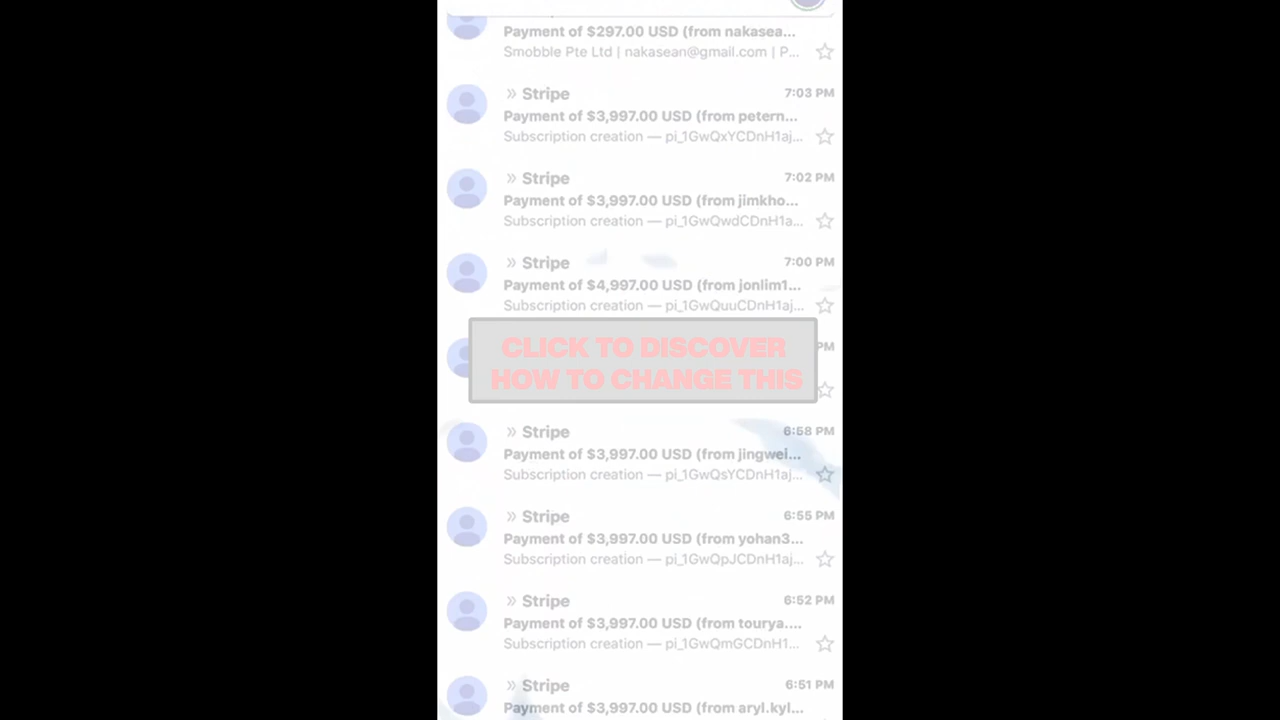 Payment of $297.00 USD (from nakasea...
Smobble Pte Ltd | nakasean@gmail.com | P...
» Stripe 7:03 PM
Payment of $3,997.00 USD (from petern...
Subscription creation — pi_1GwQxYCDnH1aj...
» Stripe 7:02 PM
Payment of $3,997.00 USD (from jimkho...
Subscription creation — pi_1GwQwdCDnH1a...
» Stripe 7:00 PM
Payment of $4,997.00 USD (from jonlim1...
Subscription creation — pi_1GwQuuCDnH1aj...
PM
CLICK TO DISCOVER
HOW TO CHANGE THIS
» Stripe 6:58 PM
Payment of $3,997.00 USD (from jingwei...
Subscription creation — pi_1GwQsYCDnH1aj...
» Stripe 6:55 PM
Payment of $3,997.00 USD (from yohan3...
Subscription creation — pi_1GwQpJCDnH1aj...
» Stripe 6:52 PM
Payment of $3,997.00 USD (from tourya....
Subscription creation — pi_1GwQmGCDnH1...
» Stripe 6:51 PM
Payment of $3,997.00 USD (from aryl.kyl...